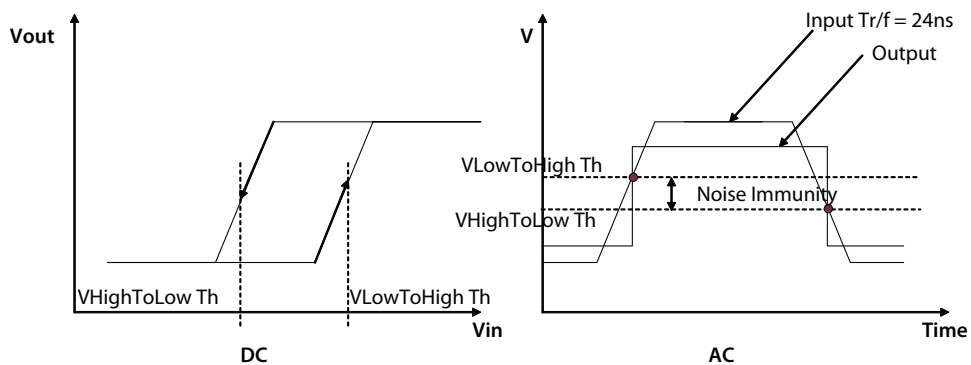 Vout
VHighToLow Th
VLowToHigh Th
Vin
DC
V
Input Tr/f = 24ns
Output
VLowToHigh Th
Noise Immunity
VHighToLow Th
Time
AC